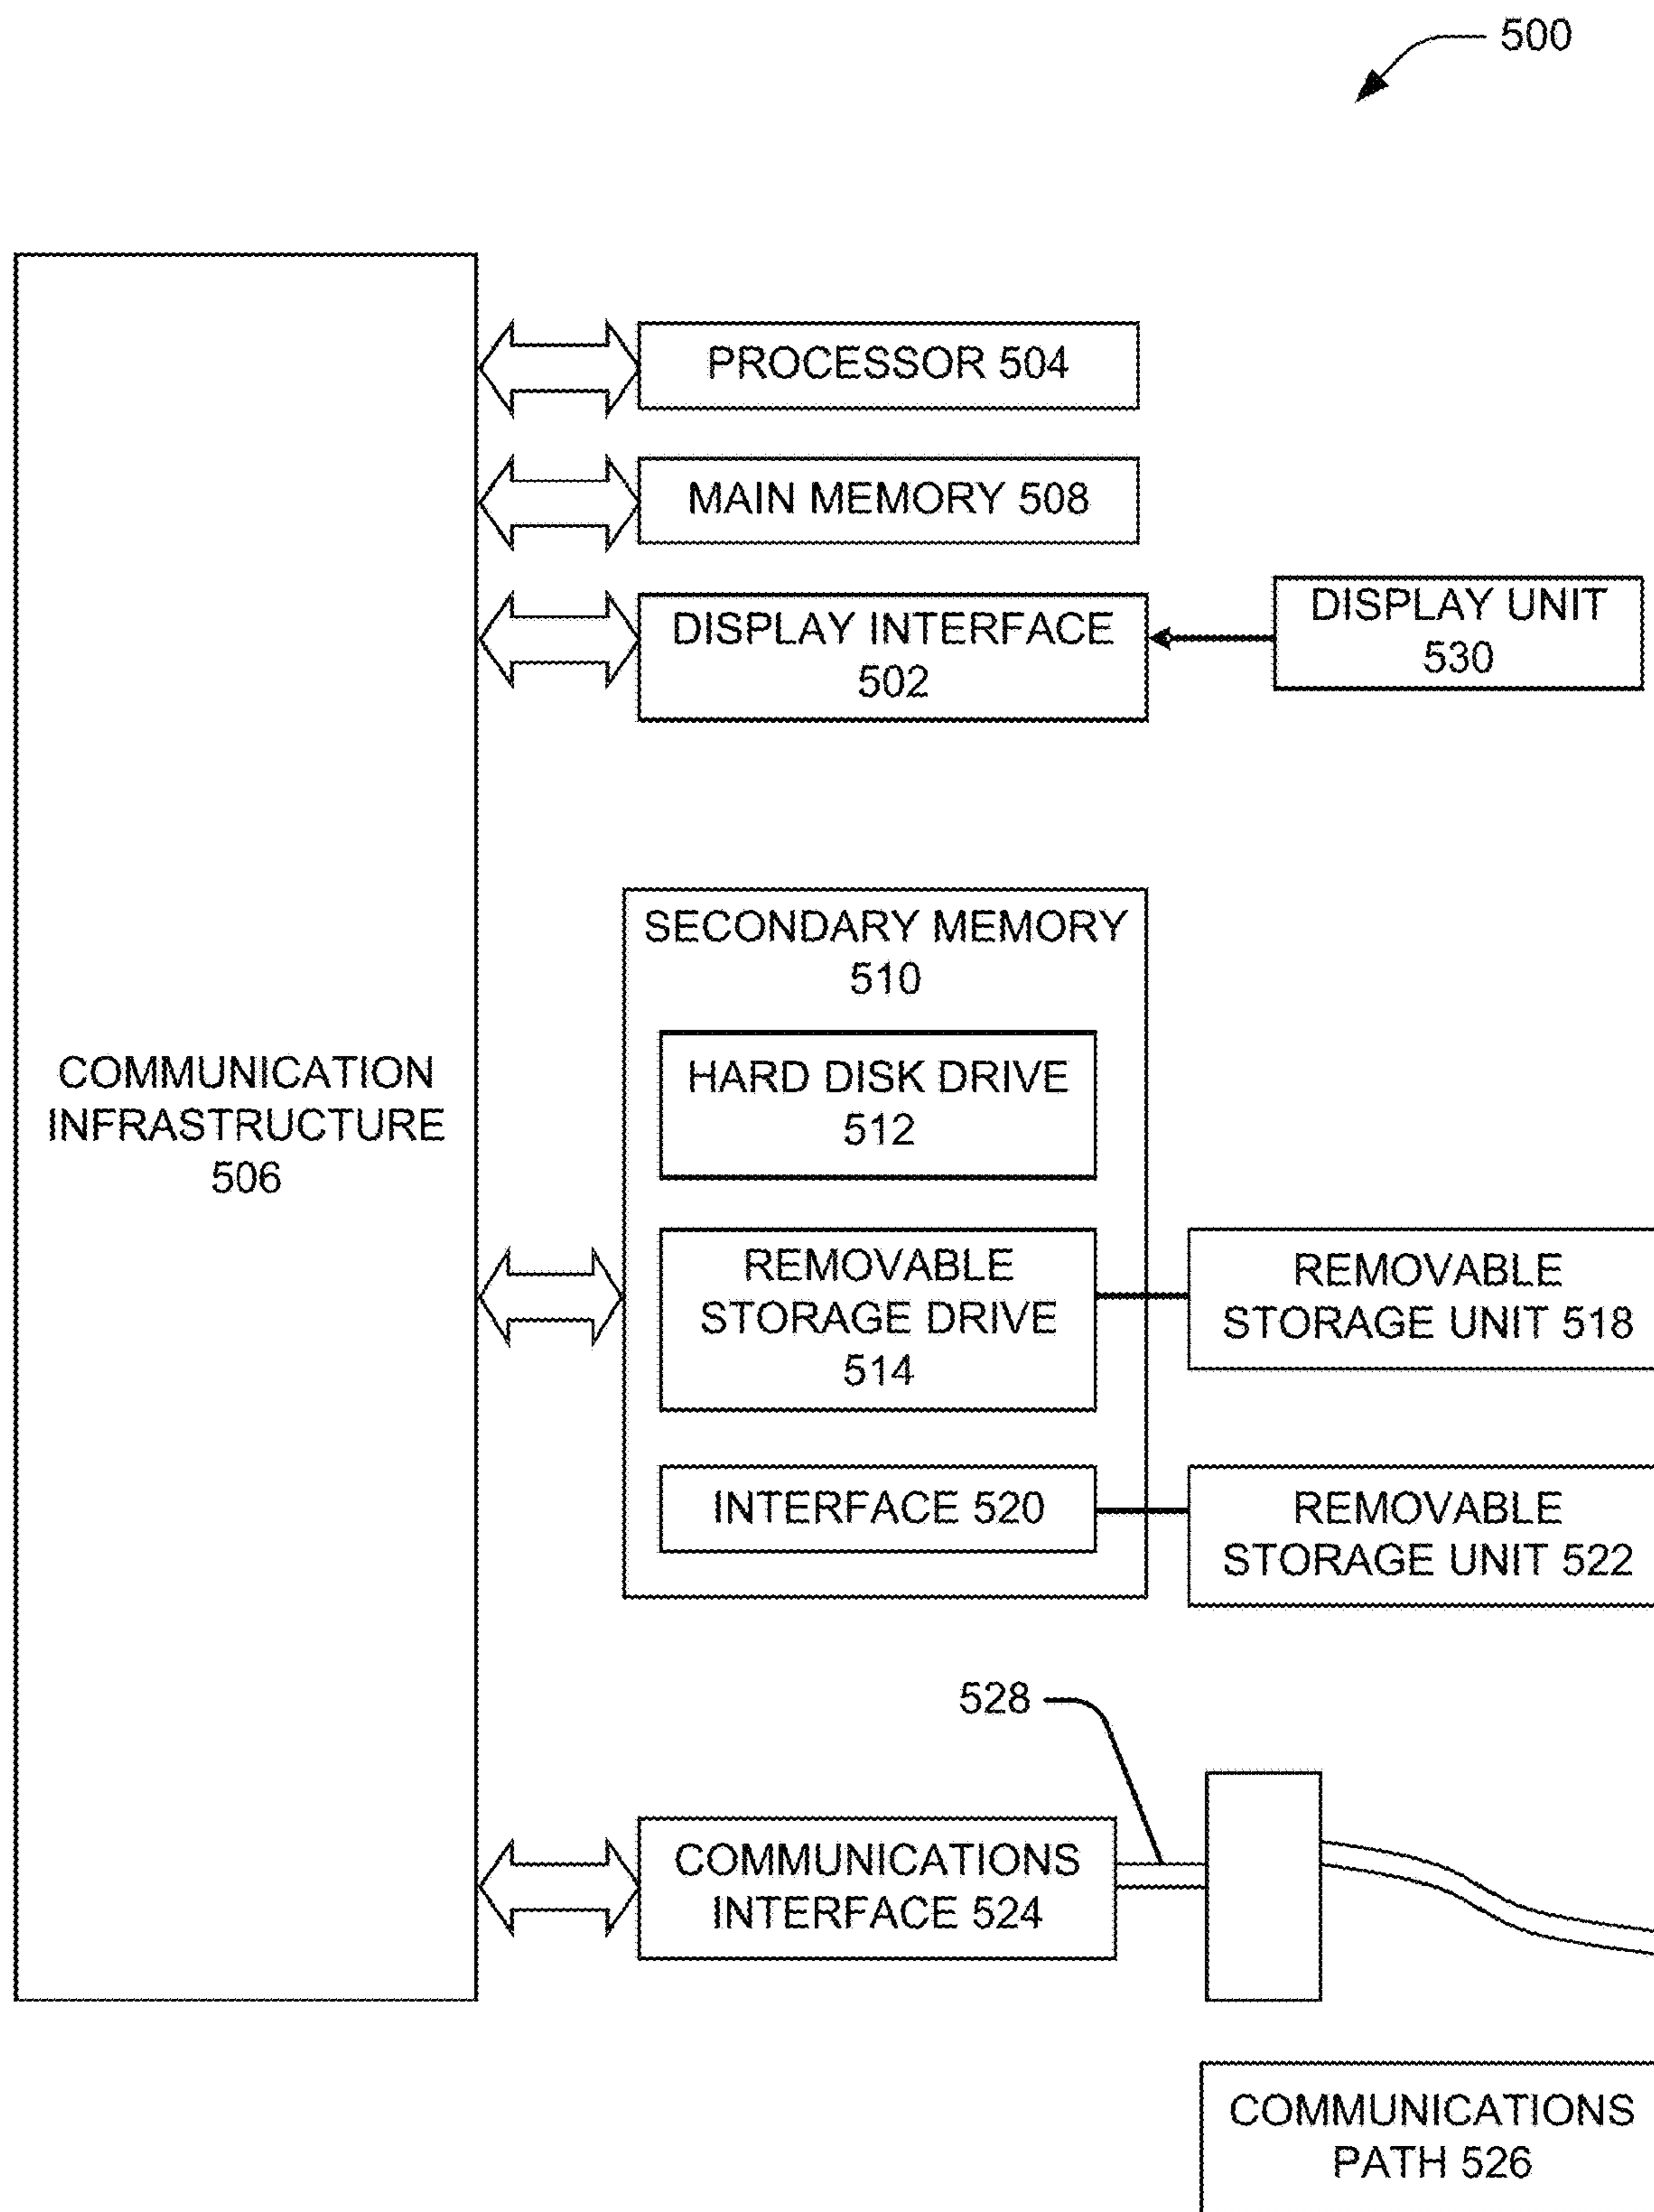 500
PROCESSOR 504
MAIN MEMORY 508
DISPLAY INTERFACE
502
DISPLAY UNIT
530
SECONDARY MEMORY
510
COMMUNICATION
INFRASTRUCTURE
506
HARD DISK DRIVE
512
REMOVABLE
STORAGE DRIVE
514
REMOVABLE
STORAGE UNIT 518
INTERFACE 520
REMOVABLE
STORAGE UNIT 522
528
COMMUNICATIONS
INTERFACE 524
COMMUNICATIONS
PATH 526